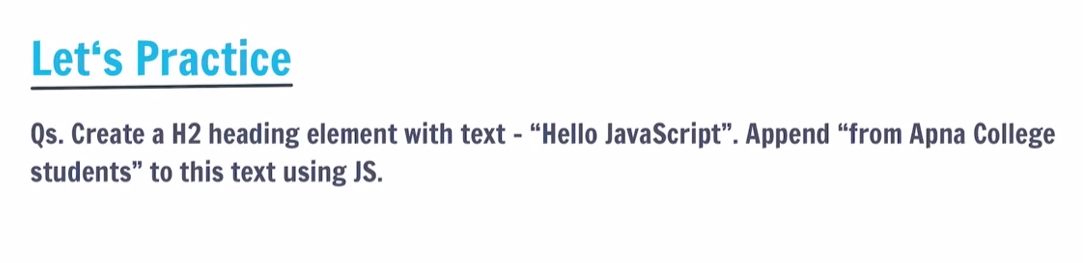 Let‘s Practice
Qs. Create a H2 heading element with text - “Hello JavaScript”. Append “from Apna College
students” to this text using JS.